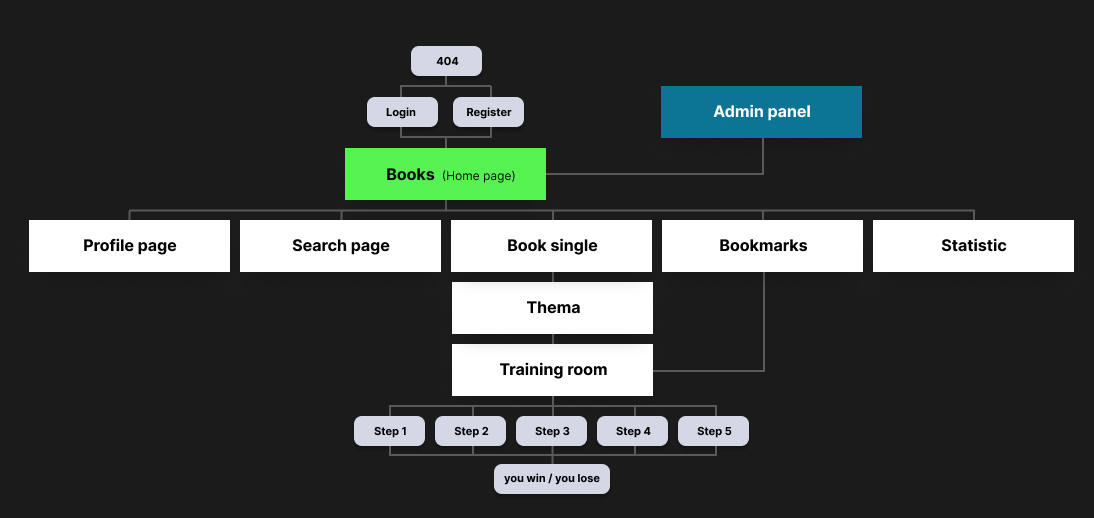 404
Login
Register
Admin panel
Books (Home page)
Profile page
Search page
Book single
Bookmarks
Statistic
Thema
Training room
Step 1
Step 2
Step 3
Step 4
Step 5
you win / you lose